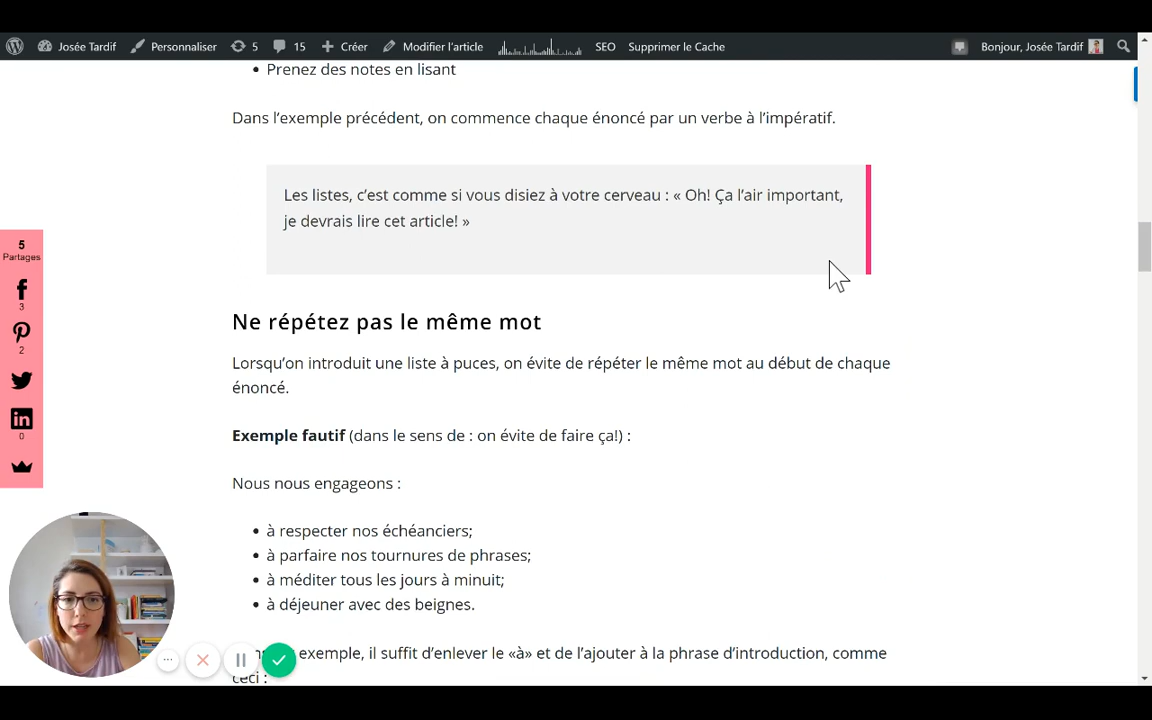 Josée Tardif
Personnaliser
5
15
Créer
Modifier l'article
SEO
Supprimer le Cache
Bonjour, Josée Tardif
• Prenez des notes en lisant
Dans l'exemple précédent, on commence chaque énoncé par un verbe à l'impératif.
Les listes, c'est comme si vous disiez à votre cerveau : « Oh! Ça l'air important,
je devrais lire cet article! »
5
Partages
3
2
0
Ne répétez pas le même mot
Lorsqu'on introduit une liste à puces, on évite de répéter le même mot au début de chaque
énoncé.
Exemple fautif (dans le sens de : on évite de faire ça!) :
Nous nous engageons :
• à respecter nos échéanciers;
• à parfaire nos tournures de phrases;
• à méditer tous les jours à minuit;
• à déjeuner avec des beignes.
exemple, il suffit d'enlever le «à» et de l'ajouter à la phrase d'introduction, comme
ceci :